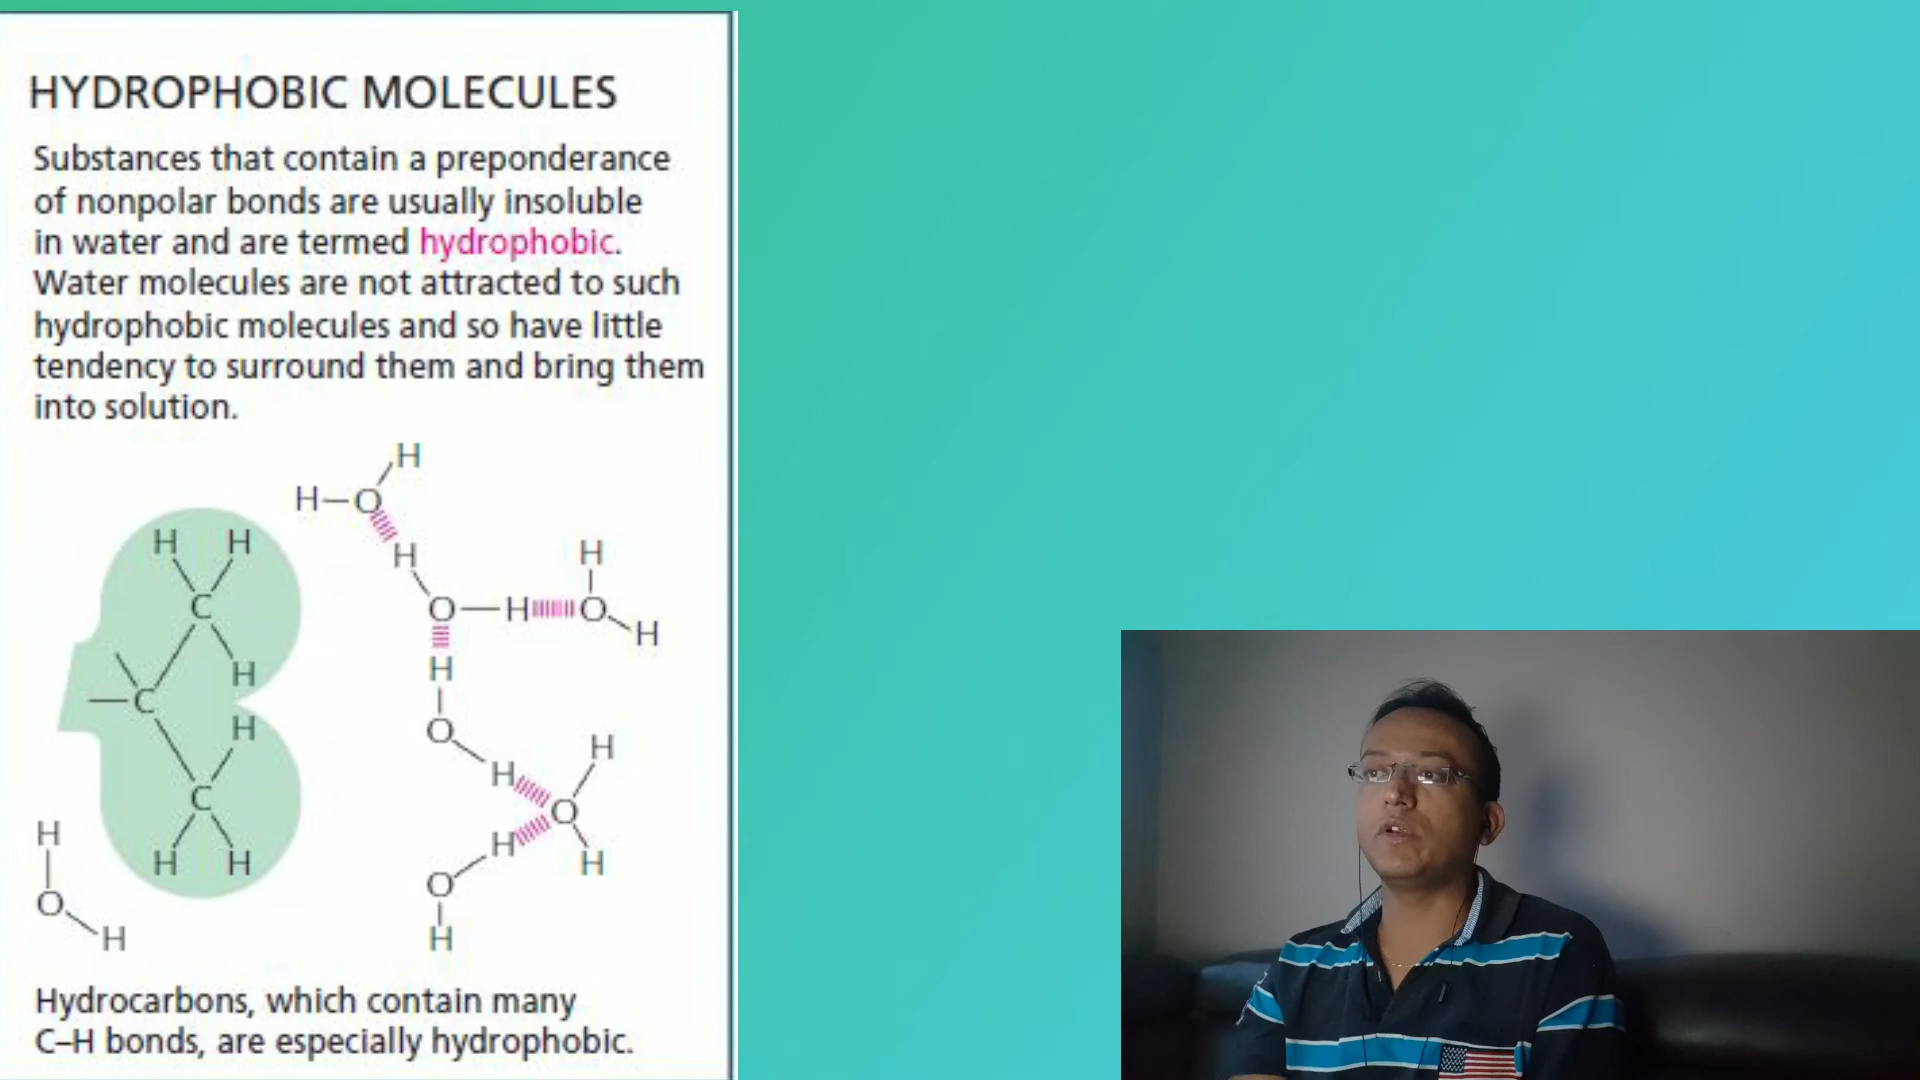 HYDROPHOBIC MOLECULES
Substances that contain a preponderance
of nonpolar bonds are usually insoluble
in water and are termed hydrophobic.
Water molecules are not attracted to such
hydrophobic molecules and so have little
tendency to surround them and bring them
into solution.
H
H O
H H H
H
C O H O
H
H H
C
H O
H H
C H O
H H
H H H
O O
H H
Hydrocarbons, which contain many
C–H bonds, are especially hydrophobic.